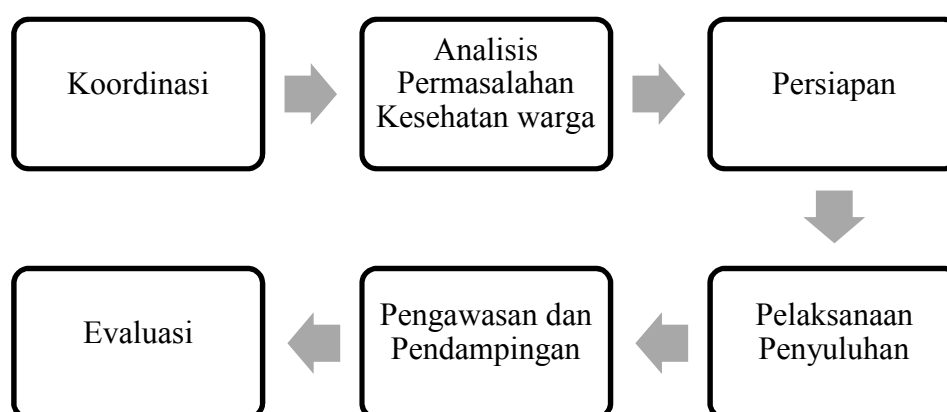 Koordinasi
Analisis
Permasalahan
Kesehatan warga
Persiapan
Pelaksanaan
Penyuluhan
Pengawasan dan
Pendampingan
Evaluasi